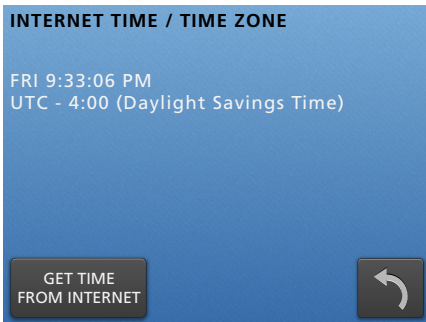 INTERNET TIME / TIME ZONE
FRI 9:33:06 PM
UTC - 4:00 (Daylight Savings Time)
GET TIME
FROM INTERNET